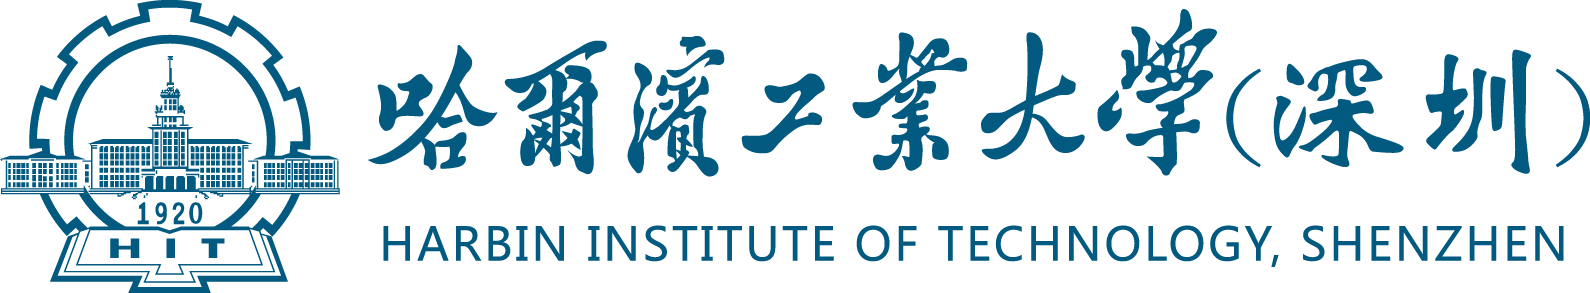 哈爾濱工業大學(深圳)
HARBIN INSTITUTE OF TECHNOLOGY, SHENZHEN
1920
HIT